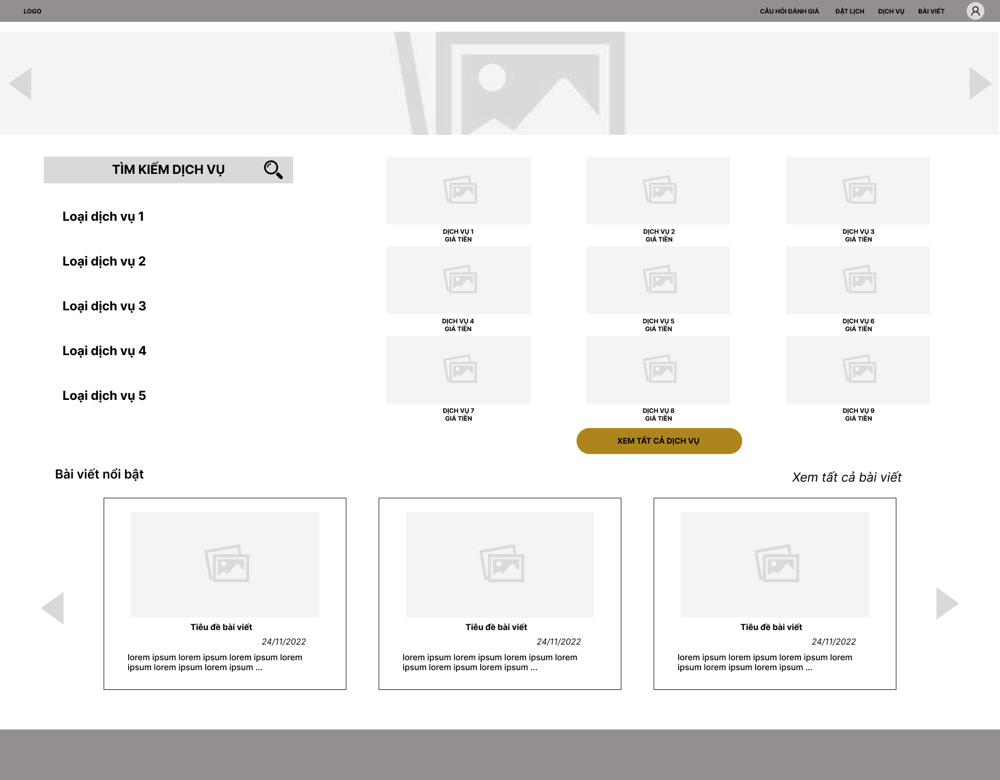 LOGO
CÂU HỎI ĐÁNH GIÁ
ĐẶT LỊCH
DỊCH VỤ
BÀI VIẾT
TÌM KIẾM DỊCH VỤ
Loại dịch vụ 1
Loại dịch vụ 2
Loại dịch vụ 3
Loại dịch vụ 4
Loại dịch vụ 5
DỊCH VỤ 1
GIÁ TIỀN
DỊCH VỤ 2
GIÁ TIỀN
DỊCH VỤ 3
GIÁ TIỀN
DỊCH VỤ 4
GIÁ TIỀN
DỊCH VỤ 5
GIÁ TIỀN
DỊCH VỤ 6
GIÁ TIỀN
DỊCH VỤ 7
GIÁ TIỀN
DỊCH VỤ 8
GIÁ TIỀN
DỊCH VỤ 9
GIÁ TIỀN
XEM TẤT CẢ DỊCH VỤ
Bài viết nổi bật
Xem tất cả bài viết
Tiêu đề bài viết
24/11/2022
lorem ipsum lorem ipsum lorem ipsum lorem
ipsum lorem ipsum lorem ipsum ...
Tiêu đề bài viết
24/11/2022
lorem ipsum lorem ipsum lorem ipsum lorem
ipsum lorem ipsum lorem ipsum ...
Tiêu đề bài viết
24/11/2022
lorem ipsum lorem ipsum lorem ipsum lorem
ipsum lorem ipsum lorem ipsum ...